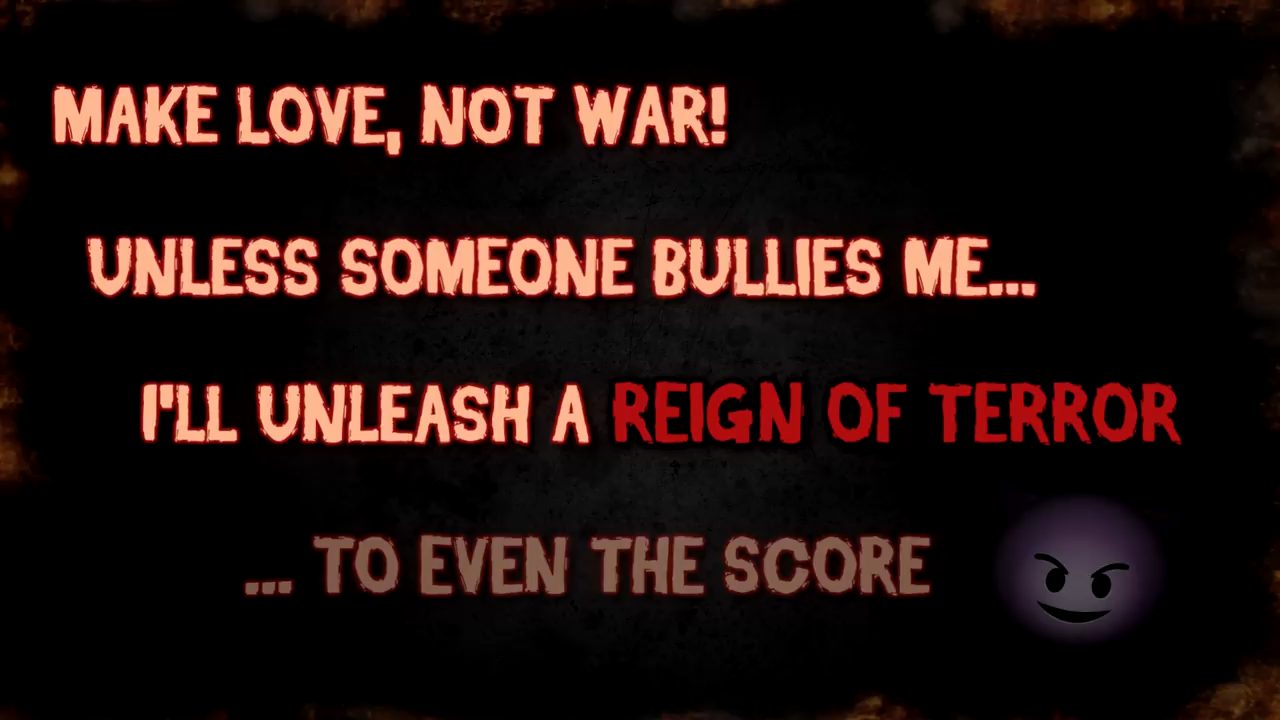 MAKE LOVE, NOT WAR!
UNLESS SOMEONE BULLIES ME...
I'LL UNLEASH A REIGN OF TERROR
... TO EVEN THE SCORE